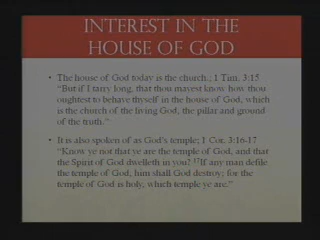 INTEREST IN THE
HOUSE OF GOD
• The house of God today is the church.; 1 Tim. 3:15
"But if I tarry long, that thou mayest know how thou
oughtest to behave thyself in the house of God, which
is the church of the living God, the pillar and ground
of the truth."
• It is also spoken of as God's temple; 1 Cor. 3:16-17
"Know ye not that ye are the temple of God, and that
the Spirit of God dwelleth in you? 17If any man defile
the temple of God, him shall God destroy; for the
temple of God is holy, which temple ye are."